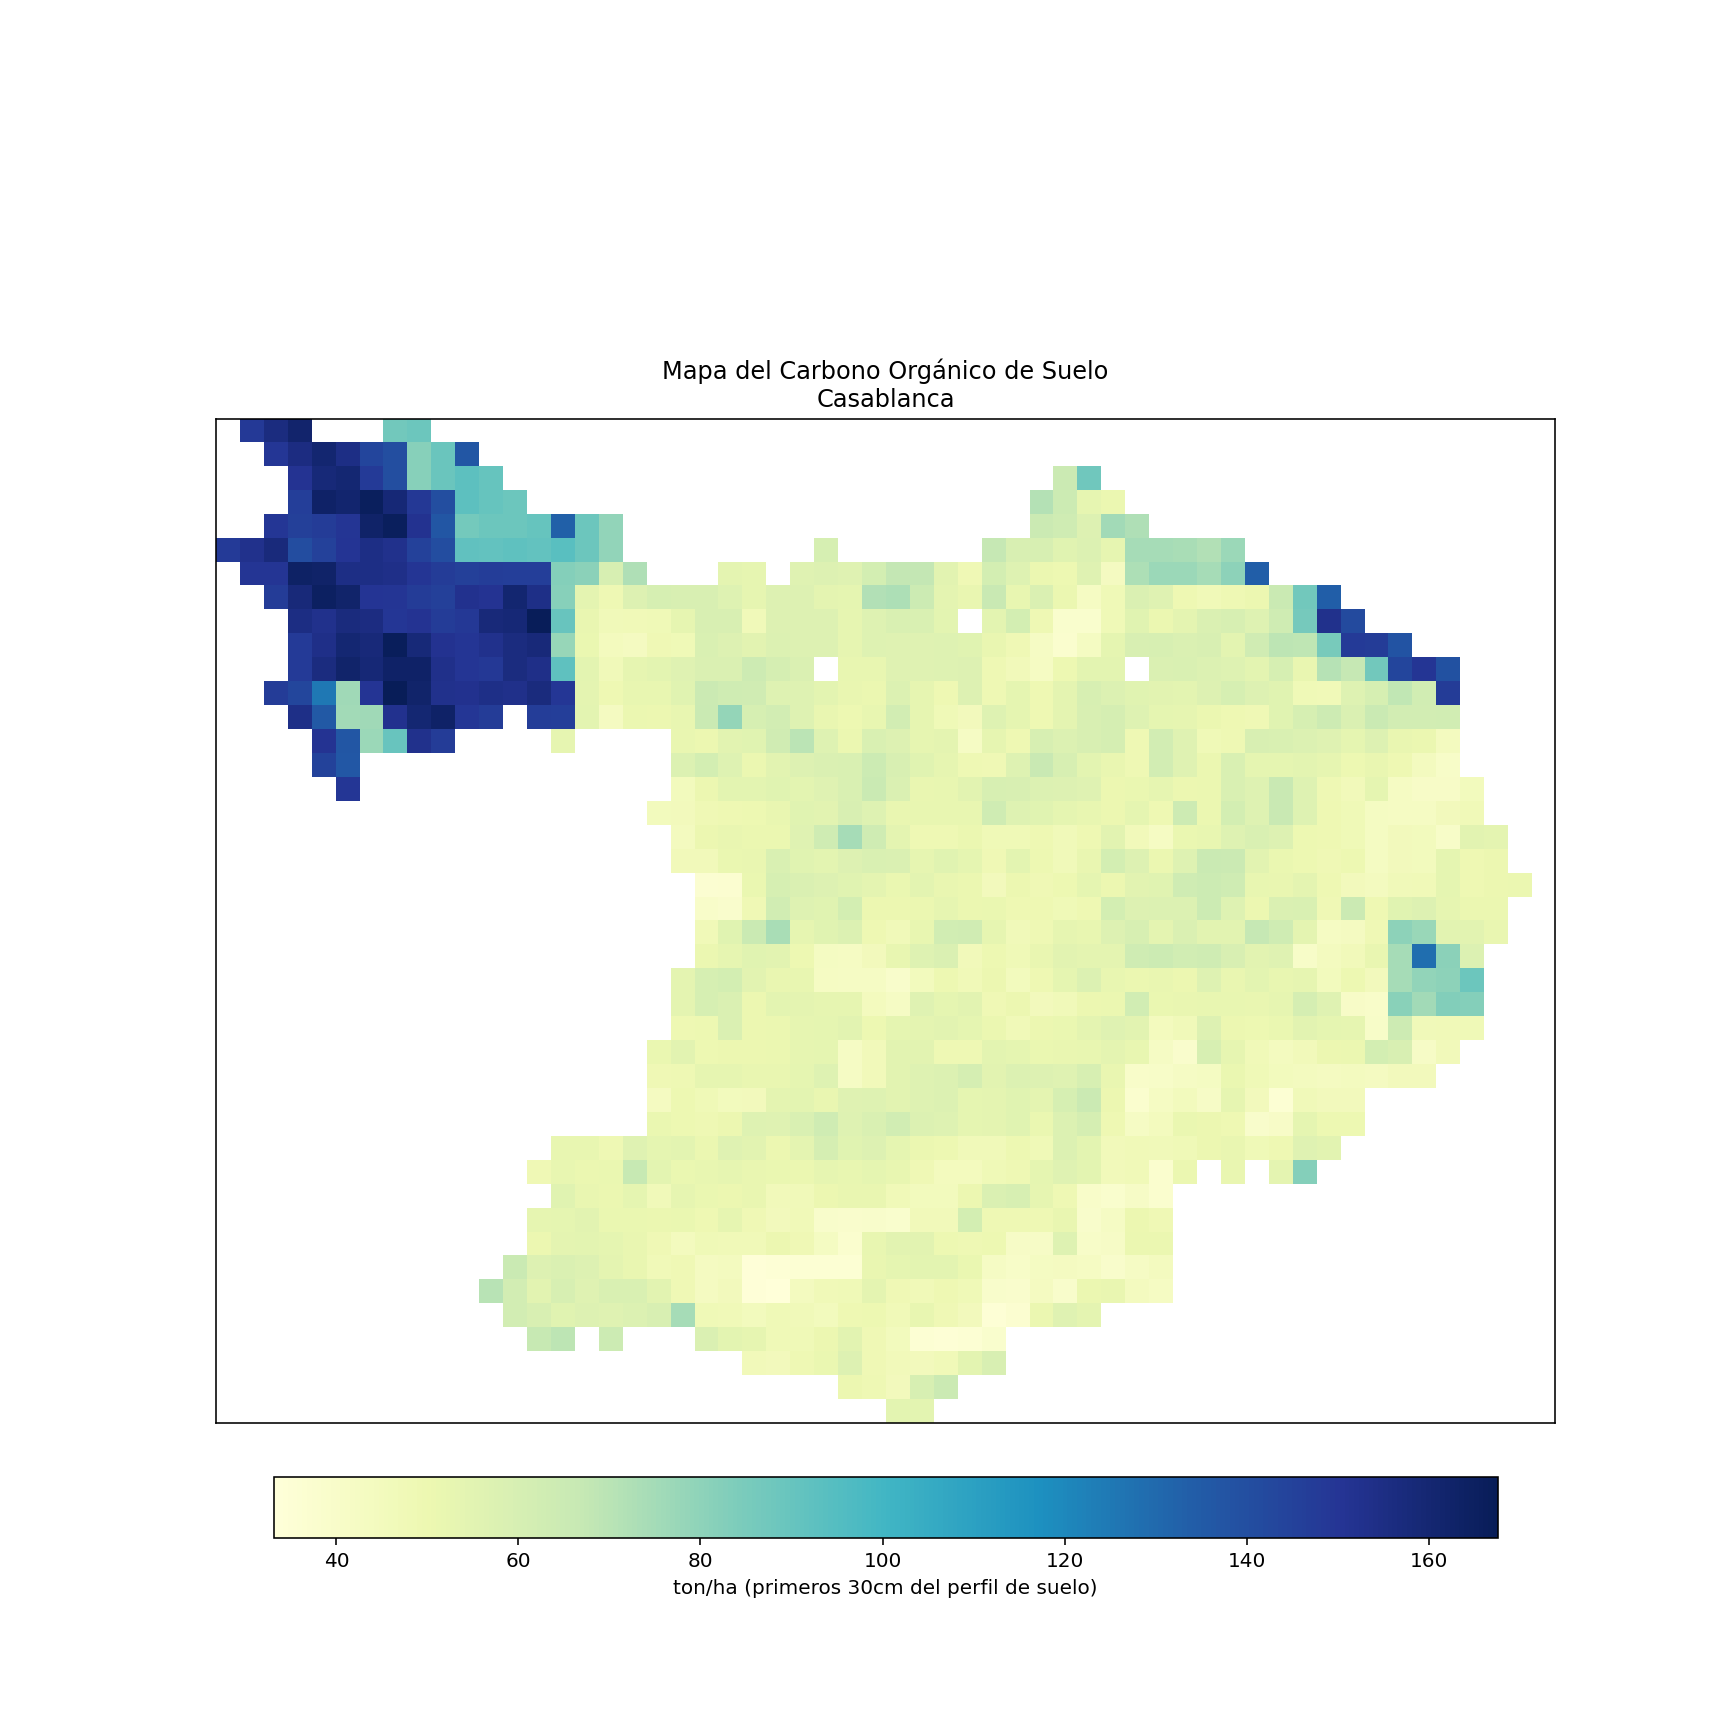 Mapa del Carbono Orgánico de Suelo
Casablanca
40 60 80 100 120 140 160
ton/ha (primeros 30cm del perfil de suelo)